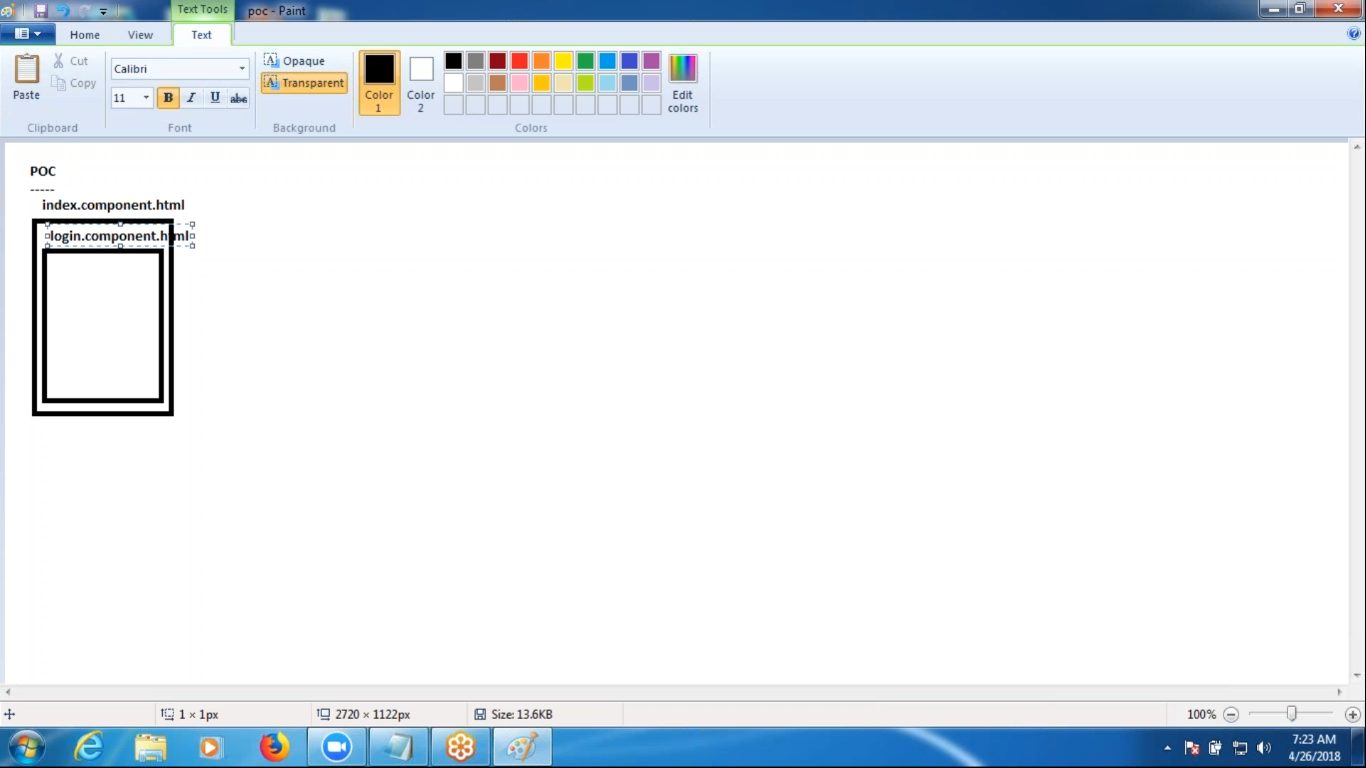 Text Tools
poc - Paint
Home View Text
Cut
Copy
Paste
Clipboard
Calibri
11 B I U abc
Font
Opaque
Transparent
Background
Color 1
Color 2
Edit colors
Colors
POC
-----
index.component.html
login.component.html
1 × 1px
2720 × 1122px
Size: 13.6KB
100%
7:23 AM
4/26/2018